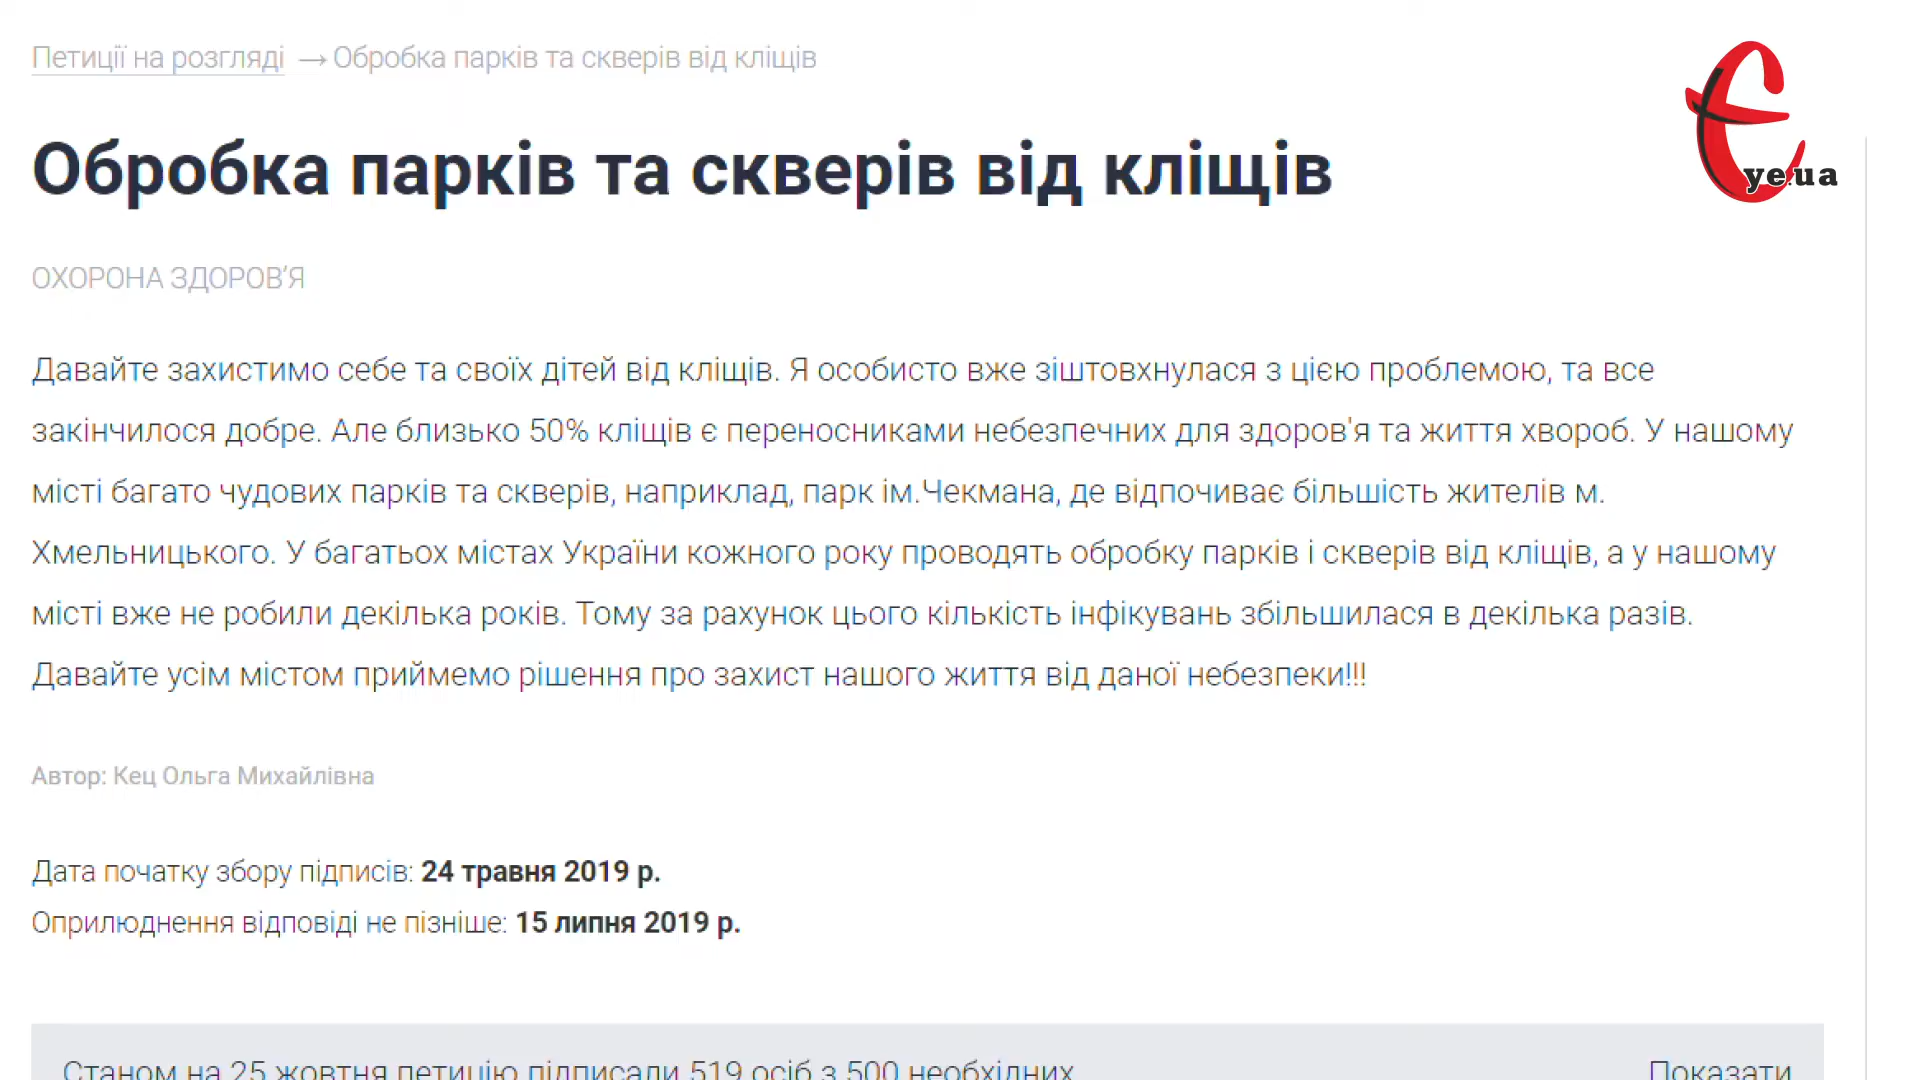 Петиції на розгляді → Обробка парків та скверів від кліщів
Обробка парків та скверів від кліщів
ye.ua
ОХОРОНА ЗДОРОВ'Я
Давайте захистимо себе та своїх дітей від кліщів. Я особисто вже зіштовхнулася з цією проблемою, та все
закінчилося добре. Але близько 50% кліщів є переносниками небезпечних для здоров'я та життя хвороб. У нашому
місті багато чудових парків та скверів, наприклад, парк ім.Чекмана, де відпочиває більшість жителів м.
Хмельницького. У багатьох містах України кожного року проводять обробку парків і скверів від кліщів, а у нашому
місті вже не робили декілька років. Тому за рахунок цього кількість інфікувань збільшилася в декілька разів.
Давайте усім містом приймемо рішення про захист нашого життя від даної небезпеки!!!
Автор: Кец Ольга Михайлівна
Дата початку збору підписів: 24 травня 2019 р.
Оприлюднення відповіді не пізніше: 15 липня 2019 р.
Станом на 25 жовтня петицію підписали 519 осіб з 500 необхідних Показати